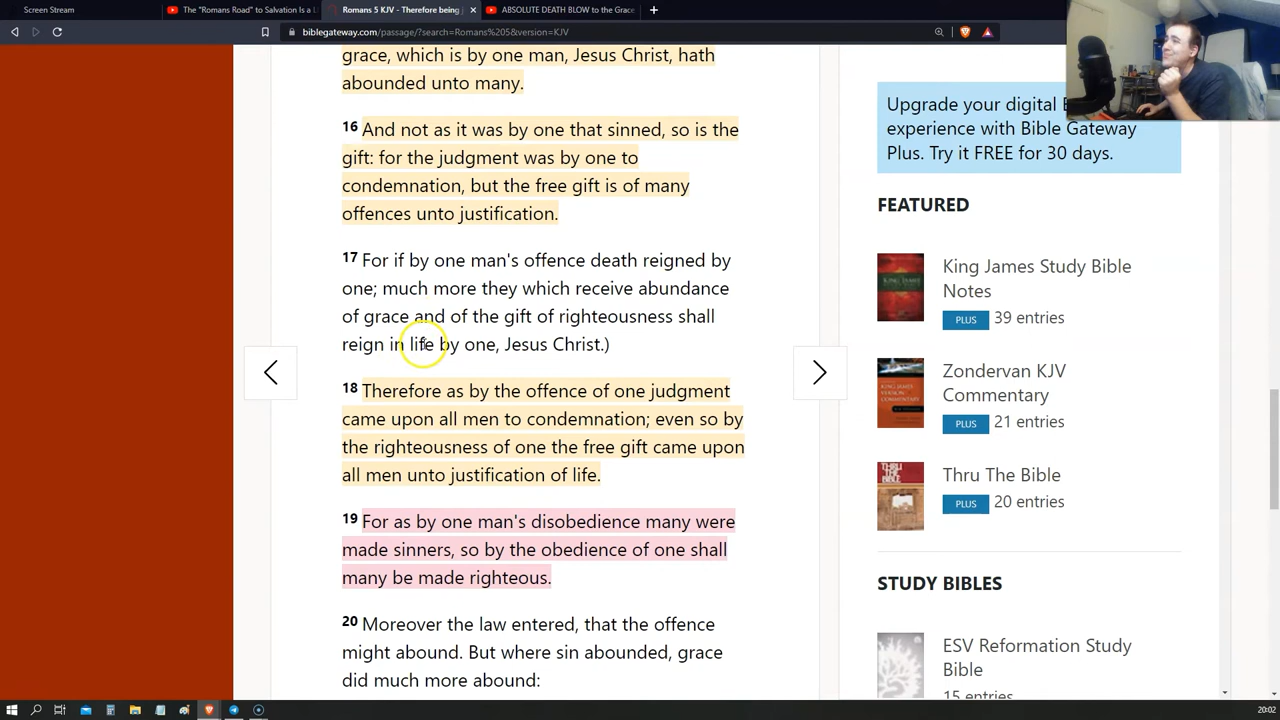 Screen Stream
The "Romans Road" to Salvation Is a L
Romans 5 KJV - Therefore being j
ABSOLUTE DEATH BLOW to the Grace
biblegateway.com/passage/?search=Romans%205&version=KJV
grace, which is by one man, Jesus Christ, hath
abounded unto many.
16 And not as it was by one that sinned, so is the
gift: for the judgment was by one to
condemnation, but the free gift is of many
offences unto justification.
17 For if by one man's offence death reigned by
one; much more they which receive abundance
of grace and of the gift of righteousness shall
reign in life by one, Jesus Christ.)
18 Therefore as by the offence of one judgment
came upon all men to condemnation; even so by
the righteousness of one the free gift came upon
all men unto justification of life.
19 For as by one man's disobedience many were
made sinners, so by the obedience of one shall
many be made righteous.
20 Moreover the law entered, that the offence
might abound. But where sin abounded, grace
did much more abound:
Upgrade your digital
experience with Bible Gateway
Plus. Try it FREE for 30 days.
FEATURED
King James Study Bible
Notes
PLUS 39 entries
Zondervan KJV
Commentary
PLUS 21 entries
THRU THE BIBLE
Thru The Bible
PLUS 20 entries
STUDY BIBLES
ESV Reformation Study
Bible
15 entries
20:02